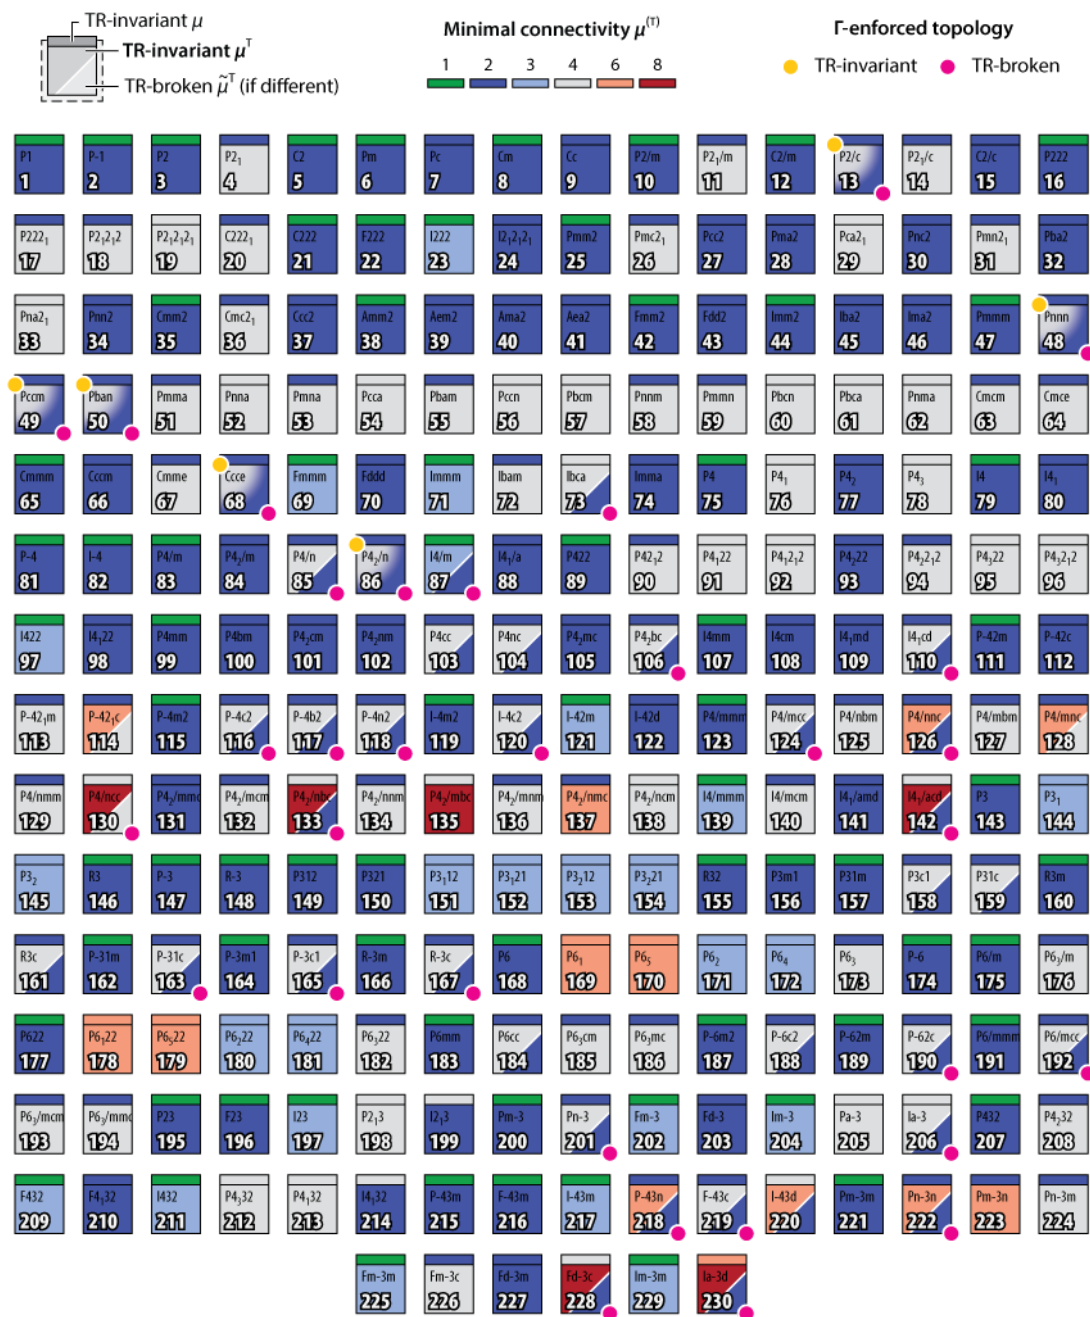 TR-invariant μ
TR-invariant μᵀ
TR-broken μ̃ᵀ (if different)
Minimal connectivity μ⁽ᵀ⁾
1 2 3 4 6 8
Γ-enforced topology
TR-invariant TR-broken
P1 P-1 P2 P2₁ C2 Pm Pc Cm Cc P2/m P2₁/m C2/m P2/c P2₁/c C2/c P222
1 2 3 4 5 6 7 8 9 10 11 12 13 14 15 16
P222₁ P2₁2₁2 P2₁2₁2₁ C222₁ C222 F222 I222 I2₁2₁2₁ Pmm2 Pmc2₁ Pcc2 Pma2 Pca2₁ Pnc2 Pmn2₁ Pba2
17 18 19 20 21 22 23 24 25 26 27 28 29 30 31 32
Pna2₁ Pnn2 Cmm2 Cmc2₁ Ccc2 Amm2 Aem2 Ama2 Aea2 Fmm2 Fdd2 Imm2 Iba2 Ima2 Pmmm Pnnn
33 34 35 36 37 38 39 40 41 42 43 44 45 46 47 48
Pccm Pban Pmma Pnna Pmna Pcca Pbam Pccn Pbcm Pnnm Pmmn Pbcn Pbca Pnma Cmcm Cmce
49 50 51 52 53 54 55 56 57 58 59 60 61 62 63 64
Cmmm Cccm Cmme Ccce Fmmm Fddd Immm Ibam Ibca Imma P4 P4₁ P4₂ P4₃ I4 I4₁
65 66 67 68 69 70 71 72 73 74 75 76 77 78 79 80
P-4 I-4 P4/m P4₂/m P4/n P4₂/n I4/m I4₁/a P422 P42₁2 P4₁22 P4₁2₁2 P4₂22 P4₂2₁2 P4₃22 P4₃2₁2
81 82 83 84 85 86 87 88 89 90 91 92 93 94 95 96
I422 I4₁22 P4mm P4bm P4₂cm P4₂nm P4cc P4nc P4₂mc P4₂bc I4mm I4cm I4₁md I4₁cd P-42m P-42c
97 98 99 100 101 102 103 104 105 106 107 108 109 110 111 112
P-42₁m P-42₁c P-4m2 P-4c2 P-4b2 P-4n2 I-4m2 I-4c2 I-42m I-42d P4/mmm P4/mcc P4/nbm P4/nnc P4/mbm P4/mnc
113 114 115 116 117 118 119 120 121 122 123 124 125 126 127 128
P4/nmm P4/ncc P4₂/mmc P4₂/mcm P4₂/nbc P4₂/nnm P4₂/mbc P4₂/mnm P4₂/nmc P4₂/ncm I4/mmm I4/mcm I4₁/amd I4₁/acd P3 P3₁
129 130 131 132 133 134 135 136 137 138 139 140 141 142 143 144
P3₂ R3 P-3 R-3 P312 P321 P3₁12 P3₁21 P3₂12 P3₂21 R32 P3m1 P31m P3c1 P31c R3m
145 146 147 148 149 150 151 152 153 154 155 156 157 158 159 160
R3c P-31m P-31c P-3m1 P-3c1 R-3m R-3c P6 P6₁ P6₅ P6₂ P6₄ P6₃ P-6 P6/m P6₃/m
161 162 163 164 165 166 167 168 169 170 171 172 173 174 175 176
P622 P6₁22 P6₅22 P6₂22 P6₄22 P6₃22 P6mm P6cc P6₃cm P6₃mc P-6m2 P-6c2 P-62m P-62c P6/mmm P6/mcc
177 178 179 180 181 182 183 184 185 186 187 188 189 190 191 192
P6₃/mcm P6₃/mmc P23 F23 I23 P2₁3 I2₁3 Pm-3 Pn-3 Fm-3 Fd-3 Im-3 Pa-3 Ia-3 P432 P4₂32
193 194 195 196 197 198 199 200 201 202 203 204 205 206 207 208
F432 F4₁32 I432 P4₃32 P4₁32 I4₁32 P-43m F-43m I-43m P-43n F-43c I-43d Pm-3m Pn-3n Pm-3n Pn-3m
209 210 211 212 213 214 215 216 217 218 219 220 221 222 223 224
Fm-3m Fm-3c Fd-3m Fd-3c Im-3m Ia-3d
225 226 227 228 229 230